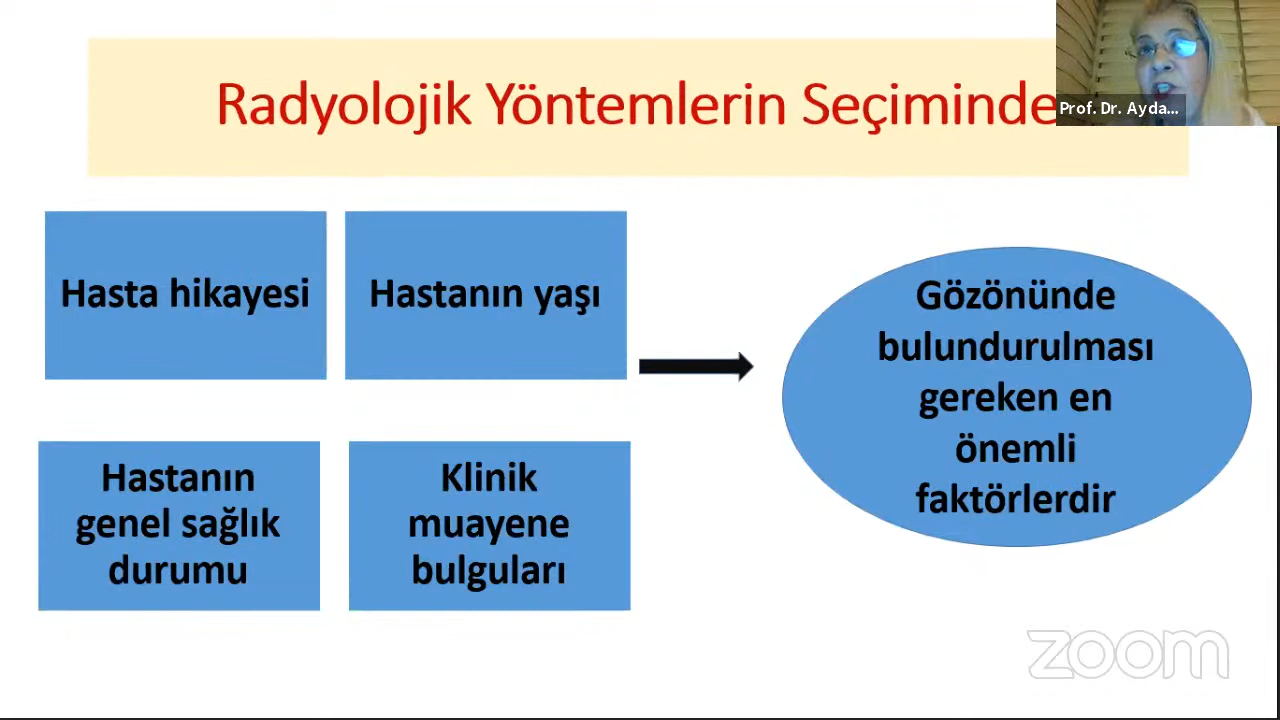 Radyolojik Yöntemlerin Seçiminde
Prof. Dr. Ayda...
Hasta hikayesi
Hastanın yaşı
Hastanın
genel sağlık
durumu
Klinik
muayene
bulguları
Gözönünde
bulundurulması
gereken en
önemli
faktörlerdir
zoom